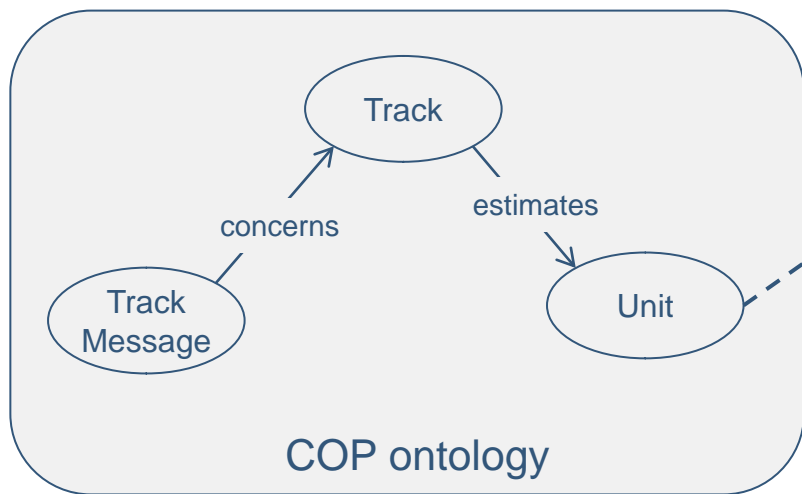 Track
concerns
estimates
Track
Message
Unit
COP ontology